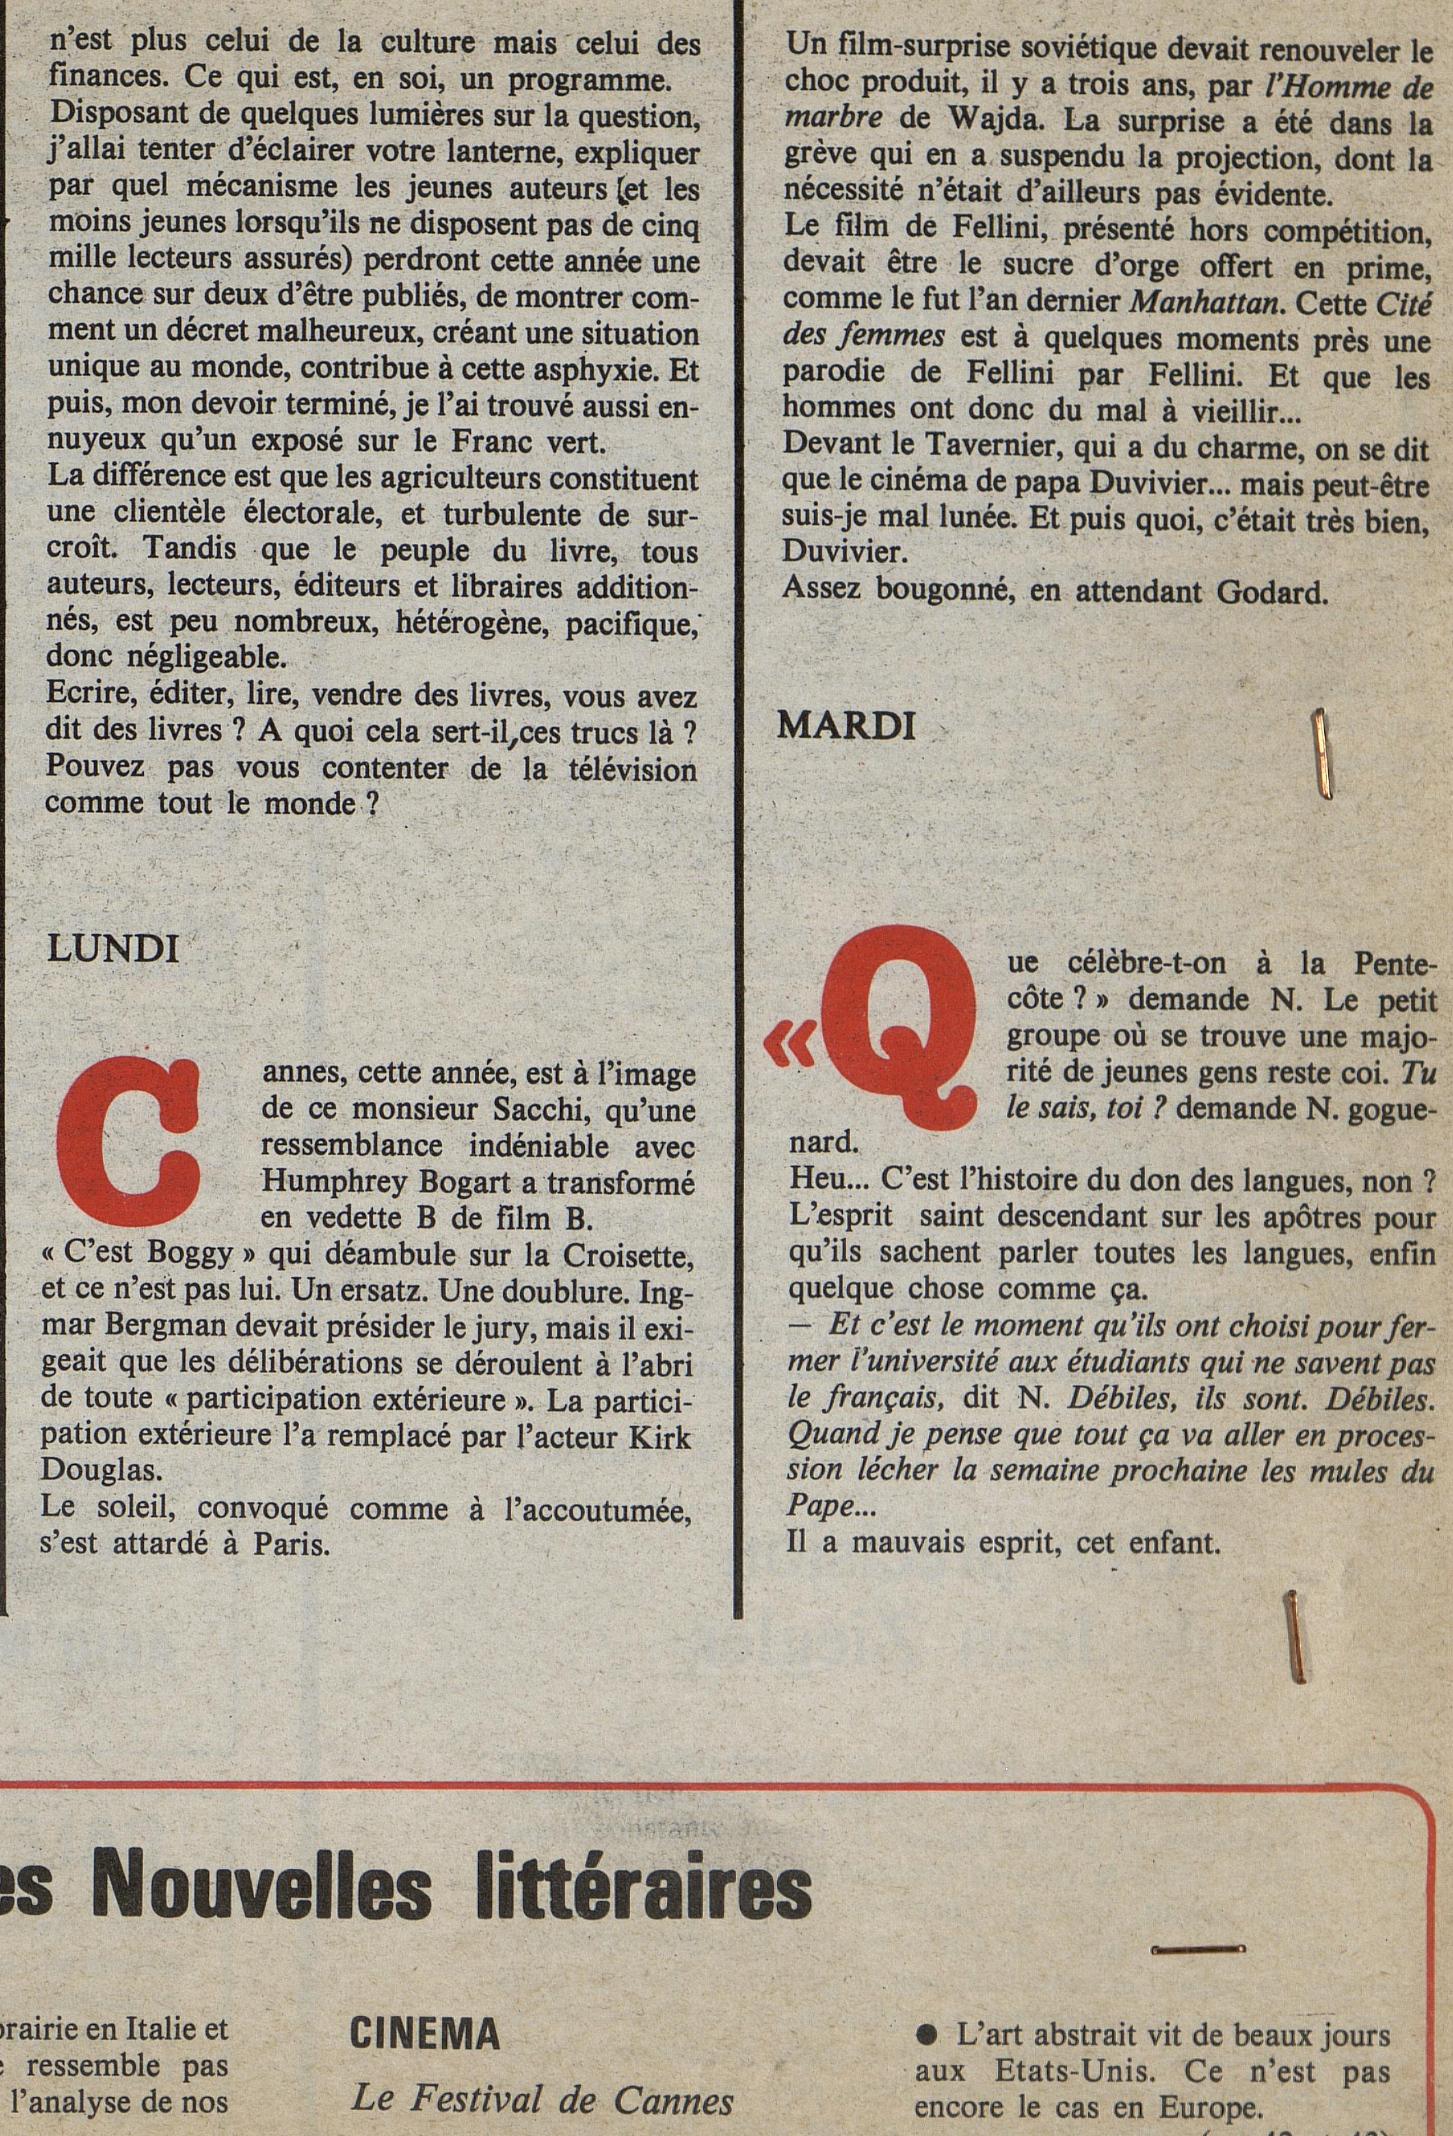 n'est plus celui de la culture mais celui des
finances. Ce qui est, en soi, un programme.
Disposant de quelques lumières sur la question,
j'allai tenter d'éclairer votre lanterne, expliquer
par quel mécanisme les jeunes auteurs (et les
moins jeunes lorsqu'ils ne disposent pas de cinq
mille lecteurs assurés) perdront cette année une
chance sur deux d'être publiés, de montrer com-
ment un décret malheureux, créant une situation
unique au monde, contribue à cette asphyxie. Et
puis, mon devoir terminé, je l'ai trouvé aussi en-
nuyeux qu'un exposé sur le Franc vert.
La différence est que les agriculteurs constituent
une clientèle électorale, et turbulente de sur-
croît. Tandis que le peuple du livre, tous
auteurs, lecteurs, éditeurs et libraires addition-
nés, est peu nombreux, hétérogène, pacifique,
donc négligeable.
Ecrire, éditer, lire, vendre des livres, vous avez
dit des livres ? A quoi cela sert-il, ces trucs là ?
Pouvez pas vous contenter de la télévision
comme tout le monde ?
LUNDI
Cannes, cette année, est à l'image
de ce monsieur Sacchi, qu'une
ressemblance indéniable avec
Humphrey Bogart a transformé
en vedette B de film B.
« C'est Boggy » qui déambule sur la Croisette,
et ce n'est pas lui. Un ersatz. Une doublure. Ing-
mar Bergman devait présider le jury, mais il exi-
geait que les délibérations se déroulent à l'abri
de toute « participation extérieure ». La partici-
pation extérieure l'a remplacé par l'acteur Kirk
Douglas.
Le soleil, convoqué comme à l'accoutumée,
s'est attardé à Paris.
Un film-surprise soviétique devait renouveler le
choc produit, il y a trois ans, par l'Homme de
marbre de Wajda. La surprise a été dans la
grève qui en a suspendu la projection, dont la
nécessité n'était d'ailleurs pas évidente.
Le film de Fellini, présenté hors compétition,
devait être le sucre d'orge offert en prime,
comme le fut l'an dernier Manhattan. Cette Cité
des femmes est à quelques moments près une
parodie de Fellini par Fellini. Et que les
hommes ont donc du mal à vieillir...
Devant le Tavernier, qui a du charme, on se dit
que le cinéma de papa Duvivier... mais peut-être
suis-je mal lunée. Et puis quoi, c'était très bien,
Duvivier.
Assez bougonné, en attendant Godard.
MARDI
« Que célèbre-t-on à la Pente-
côte ? » demande N. Le petit
groupe où se trouve une majo-
rité de jeunes gens reste coi. Tu
le sais, toi ? demande N. gogue-
nard.
Heu... C'est l'histoire du don des langues, non ?
L'esprit saint descendant sur les apôtres pour
qu'ils sachent parler toutes les langues, enfin
quelque chose comme ça.
— Et c'est le moment qu'ils ont choisi pour fer-
mer l'université aux étudiants qui ne savent pas
le français, dit N. Débiles, ils sont. Débiles.
Quand je pense que tout ça va aller en proces-
sion lécher la semaine prochaine les mules du
Pape...
Il a mauvais esprit, cet enfant.
es Nouvelles littéraires
rairie en Italie et
ressemble pas
l'analyse de nos
CINEMA
Le Festival de Cannes
● L'art abstrait vit de beaux jours
aux Etats-Unis. Ce n'est pas
encore le cas en Europe.